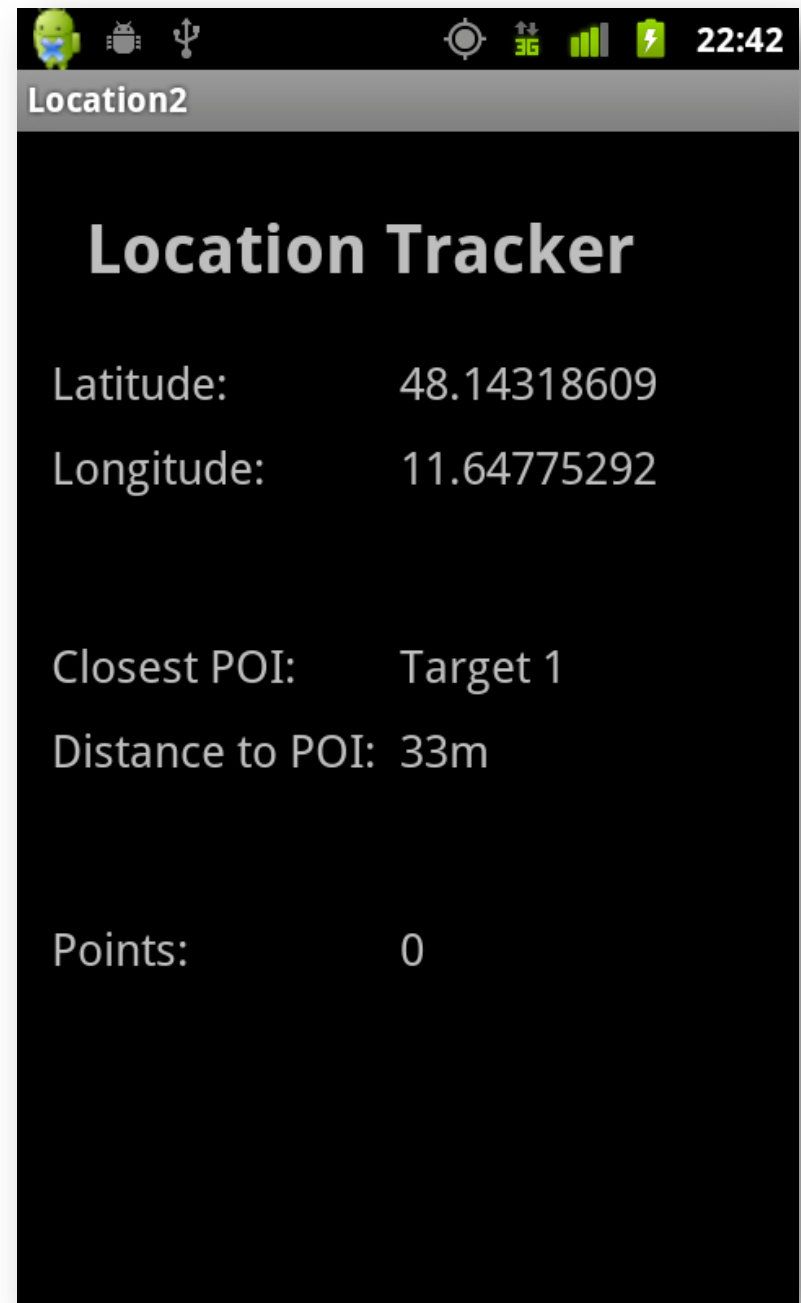 3G 22:42
Location2
Location Tracker
Latitude: 48.14318609
Longitude: 11.64775292
Closest POI: Target 1
Distance to POI: 33m
Points: 0